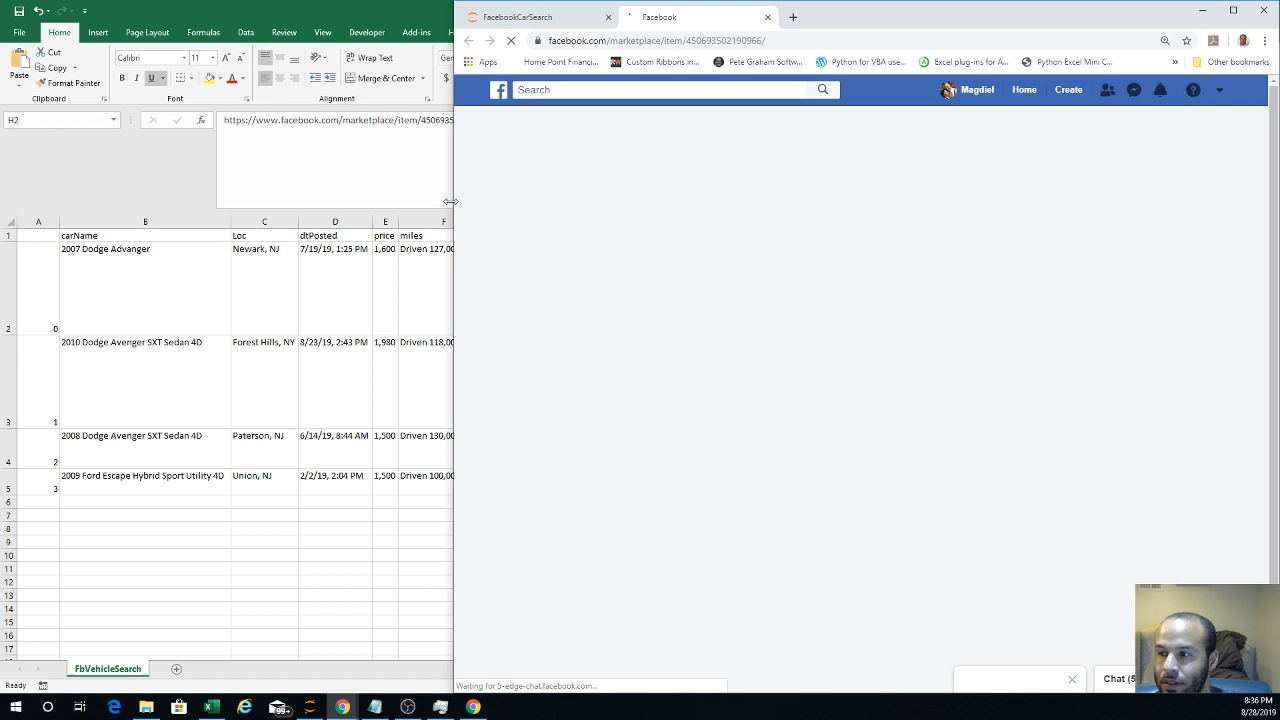 FacebookCarSearch
Facebook
File Home Insert Page Layout Formulas Data Review View Developer Add-ins
facebook.com/marketplace/item/450693502190966/
Cut
Copy
Format Painter
Paste
Clipboard
Calibri 11
B I U
Font
Wrap Text
Merge & Center
Alignment
$
Apps Home Point Financi... Custom Ribbons in... Pete Graham Softw... Python for VBA use... Excel plug-ins for A... Python Excel Mini C... » Other bookmarks
Search Magdiel Home Create
H2 fx https://www.facebook.com/marketplace/item/450693
A B C D E F
1 carName Loc dtPosted price miles
2 0 2007 Dodge Advanger Newark, NJ 7/19/19, 1:25 PM 1,600 Driven 127,00
3 1 2010 Dodge Avenger SXT Sedan 4D Forest Hills, NY 8/23/19, 2:43 PM 1,980 Driven 118,00
4 2 2008 Dodge Avenger SXT Sedan 4D Paterson, NJ 6/14/19, 8:44 AM 1,500 Driven 130,00
5 3 2009 Ford Escape Hybrid Sport Utility 4D Union, NJ 2/2/19, 2:04 PM 1,500 Driven 100,00
6
7
8
9
10
11
12
13
14
15
16
17
FbVehicleSearch
Ready
Waiting for 5-edge-chat.facebook.com...
Chat (5
8:36 PM
8/28/2019